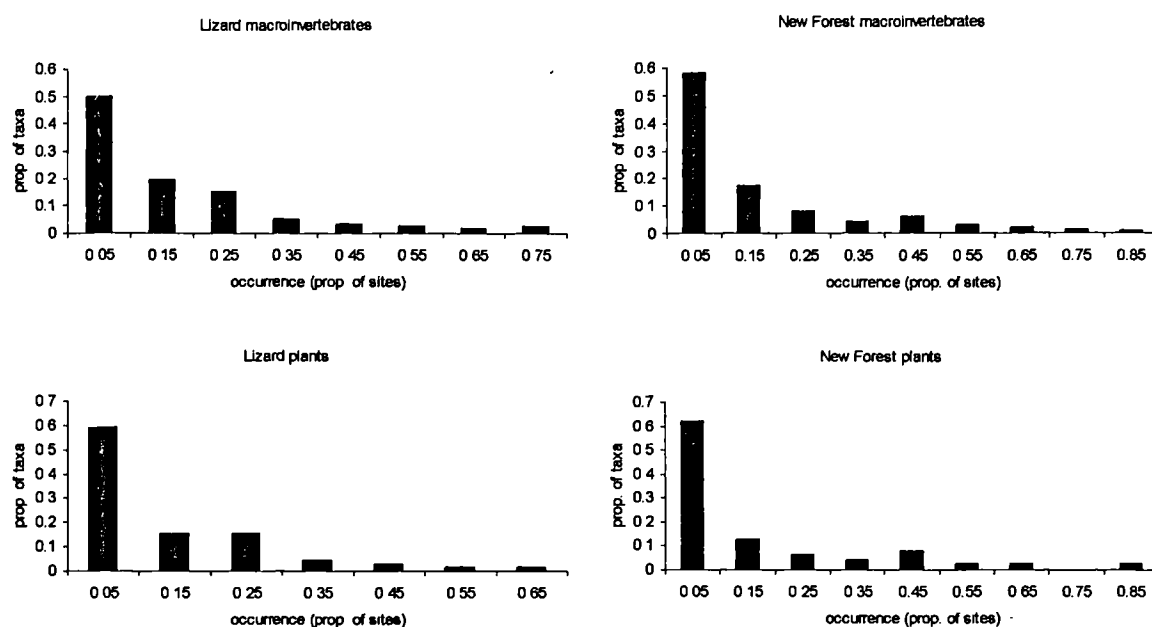 Lizard macroinvertebrates
prop of taxa
0.6
0.5
0.4
0.3
0.2
0.1
0
0 05 0 15 0 25 0 35 0 45 0 55 0 65 0 75
occurrence (prop of sites)
New Forest macroinvertebrates
prop of taxa
0.6
0.5
0.4
0.3
0.2
0.1
0
0 05 0.15 0 25 0 35 0.45 0.55 0.65 0.75 0.85
occurrence (prop. of sites)
Lizard plants
prop of taxa
0 7
0 6
0 5
0 4
0 3
0 2
0 1
0
0 05 0 15 0 25 0 35 0 45 0 55 0 65
occurrence (prop of sites)
New Forest plants
prop. of taxa
0.7
0.6
0.5
0.4
0.3
0.2
0.1
0
0 05 0.15 0 25 0 35 0.45 0.55 0.65 0.75 0.85
occurrence (prop. of sites)